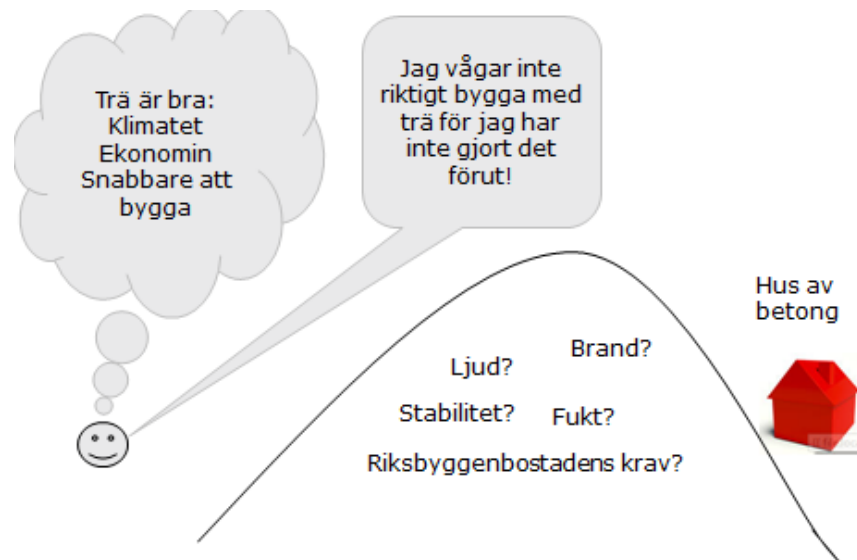 Trä är bra:
Klimatet
Ekonomin
Snabbare att
bygga
Jag vågar inte
riktigt bygga med
trä för jag har
inte gjort det
förut!
Hus av
betong
Ljud?
Brand?
Stabilitet?
Fukt?
Riksbyggenbostadens krav?